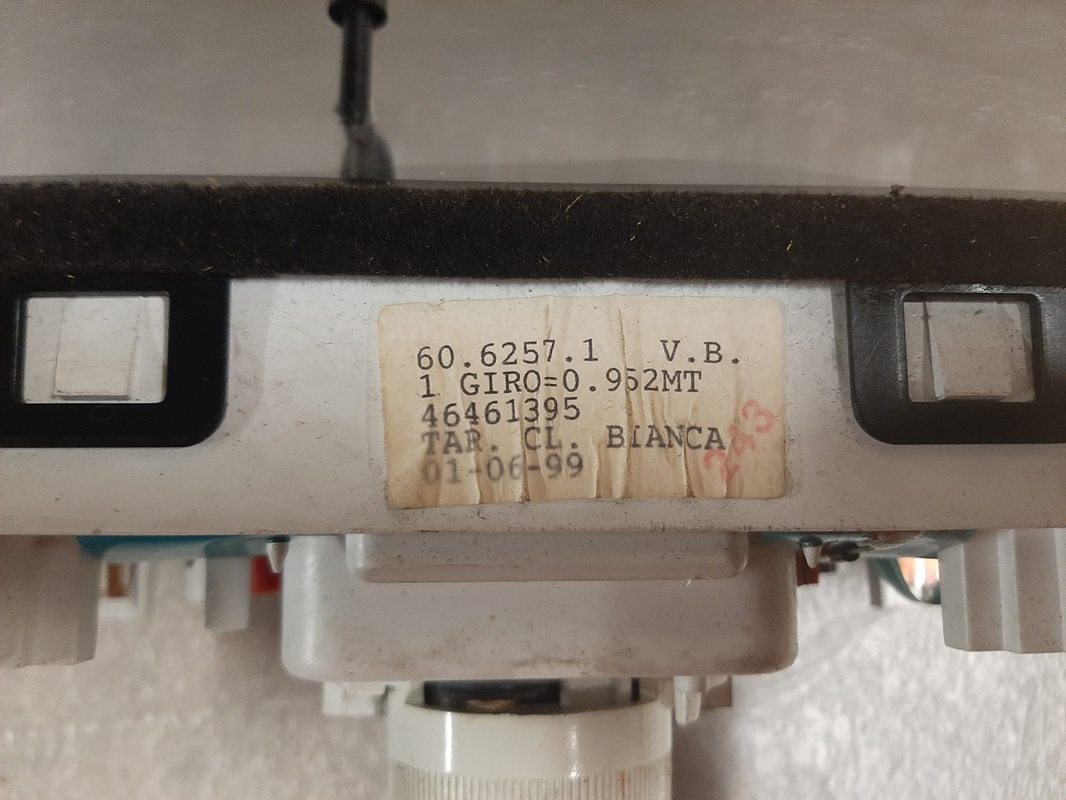 60.6257.1 V.B.
1 GIRO=0.952MT
46461395
TAR. CL. BIANCA
01-06-99
243